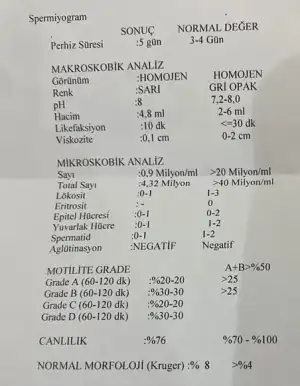 Spermiyogram
SONUÇ NORMAL DEĞER
Perhiz Süresi :5 gün 3-4 Gün
MAKROSKOBİK ANALİZ
Görünüm :HOMOJEN HOMOJEN
Renk :SARI GRİ OPAK
pH :8 7,2-8,0
Hacim :4,8 ml 2-6 ml
Likefaksiyon :10 dk <=30 dk
Viskozite :0,1 cm 0-2 cm
MİKROSKOBİK ANALİZ
Sayı :0,9 Milyon/ml >20 Milyon/ml
Total Sayı :4,32 Milyon >40 Milyon/ml
Lökosit :0-1 1-3
Eritrosit :- 0
Epitel Hücresi :0-1 0-2
Yuvarlak Hücre :0-1 1-2
Spermatid :0-1 1-2
Aglütinasyon :NEGATİF Negatif
MOTİLİTE GRADE A+B>%50
Grade A (60-120 dk) :%20-20 >25
Grade B (60-120 dk) :%30-30 >25
Grade C (60-120 dk) :%20-20
Grade D (60-120 dk) :%30-30
CANLILIK :%76 %70 - %100
NORMAL MORFOLOJİ (Kruger) :% 8 >%4